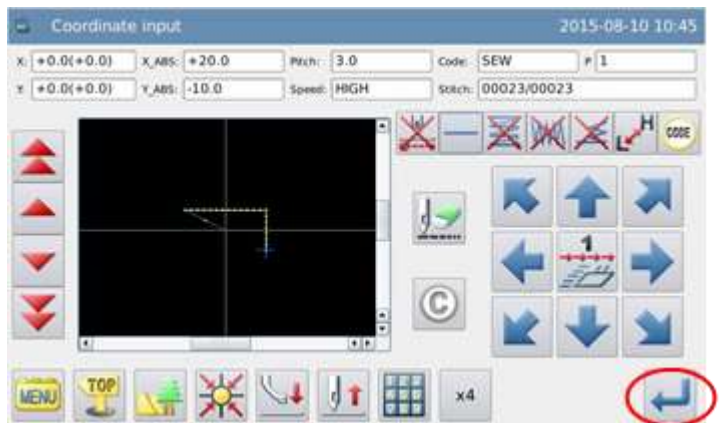 Coordinate input 2015-08-10 10:45
X: +0.0(+0.0) X_ABS: +20.0 Pitch: 3.0 Code: SEW P 1
Y +0.0(+0.0) Y_ABS: -10.0 Speed: HIGH Stitch: 00023/00023
H
L
CODE
1
C
MENU TOP x4